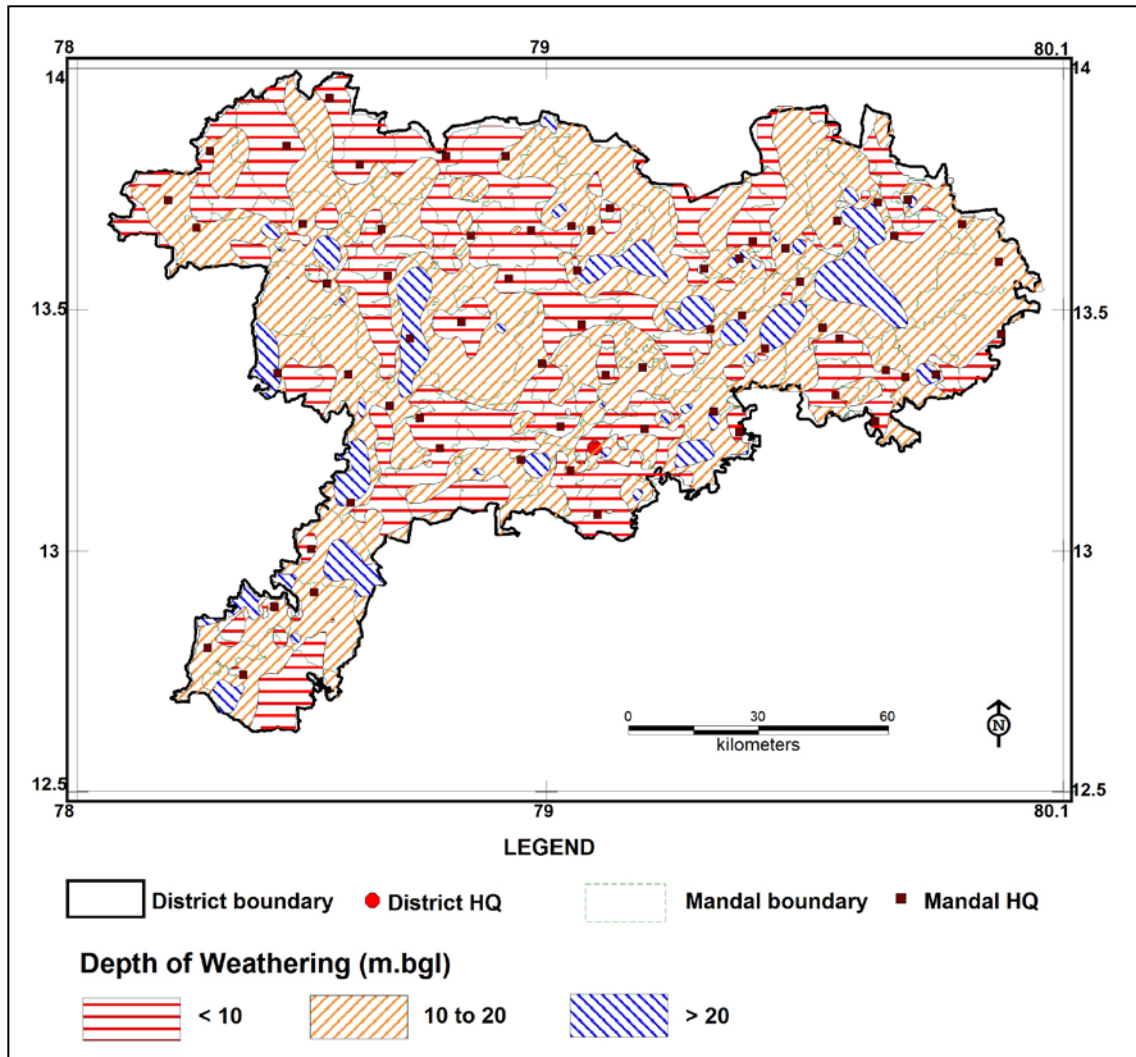 78 79 80.1
14 14
13.5 13.5
13 13
12.5 12.5
78 79 80.1
0 30 60
kilometers
N
LEGEND
District boundary District HQ Mandal boundary Mandal HQ
Depth of Weathering (m.bgl)
< 10 10 to 20 > 20